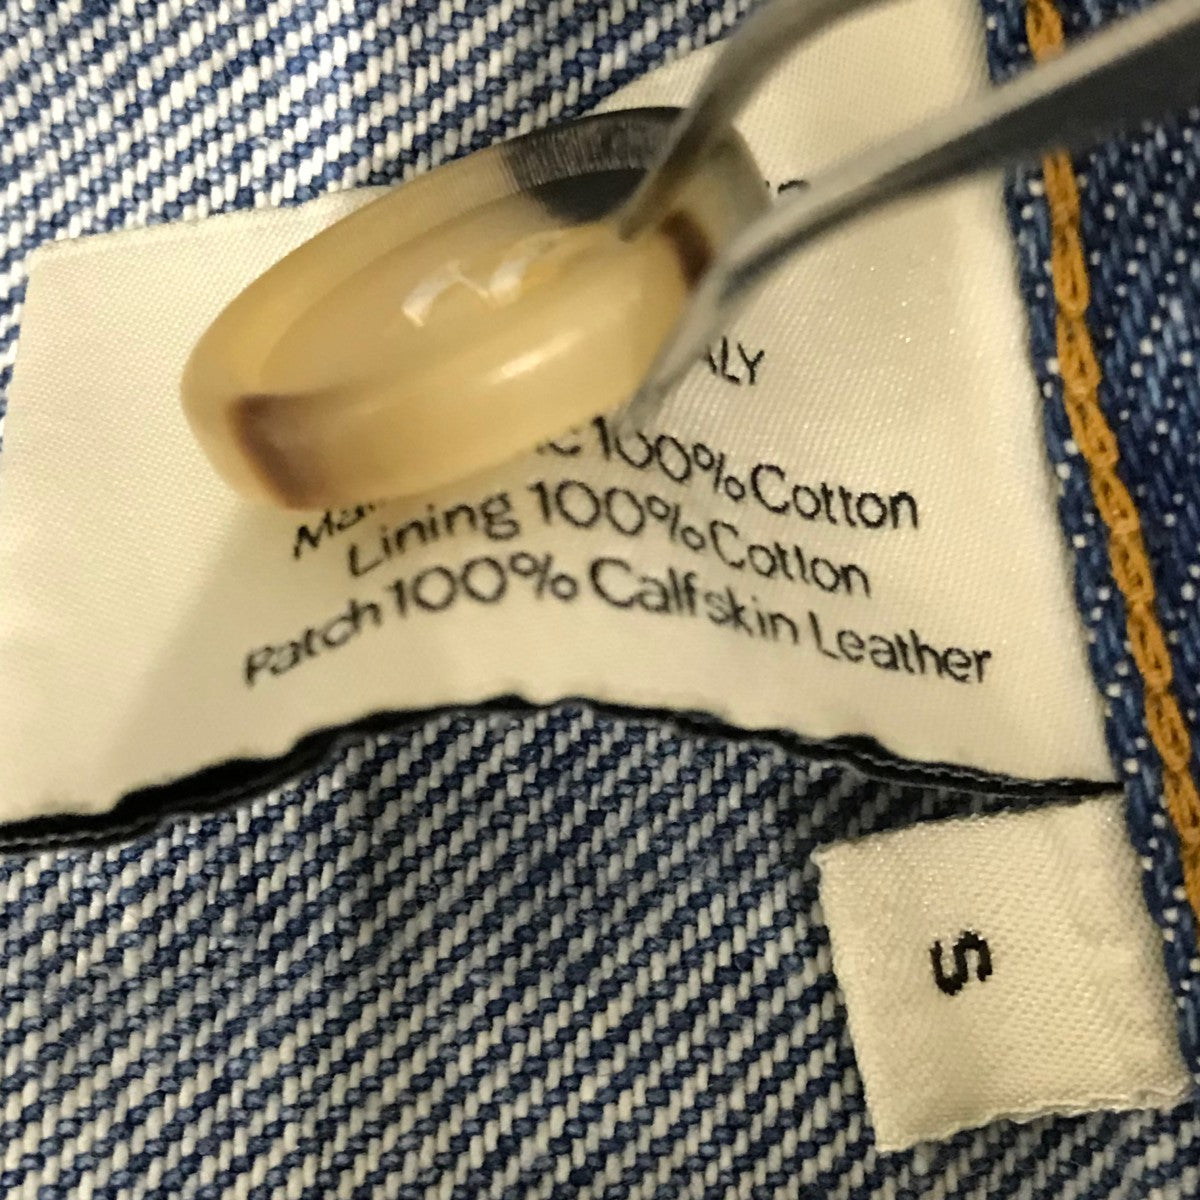 ALY
100% Cotton
Lining 100% Cotton
Patch 100% Calfskin Leather
S